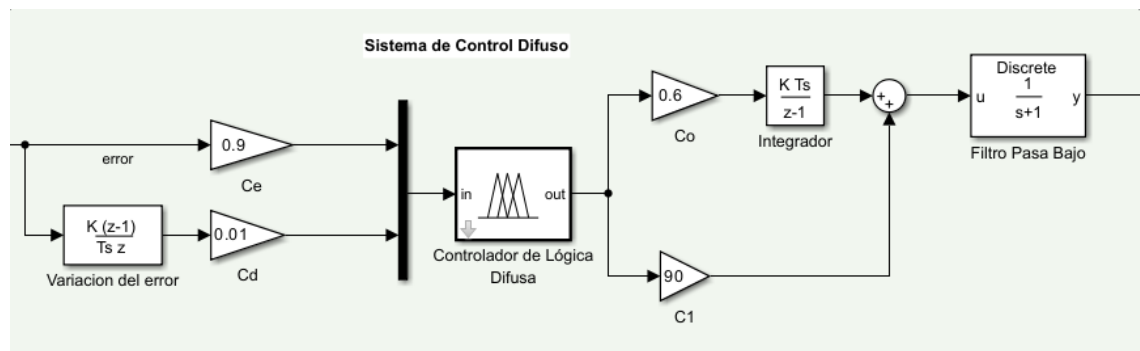 Sistema de Control Difuso
error
0.9
Ce
K (z-1)
Ts z
Variacion del error
0.01
Cd
in
out
Controlador de Lógica
Difusa
0.6
Co
K Ts
z-1
Integrador
+
+
90
C1
Discrete
u
1
s+1
y
Filtro Pasa Bajo